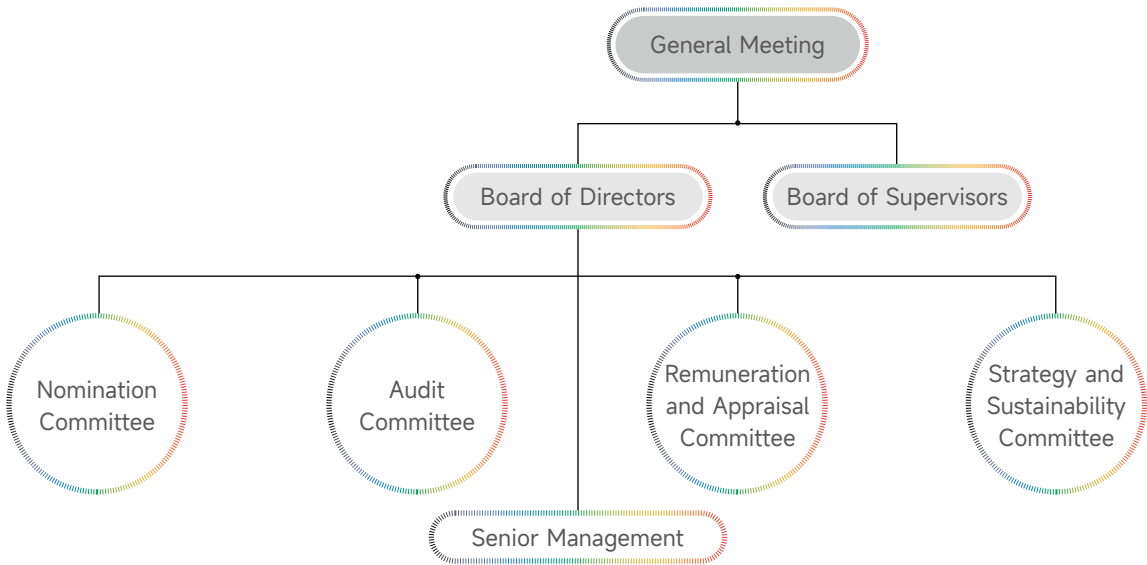 General Meeting
Board of Directors
Board of Supervisors
Nomination
Committee
Audit
Committee
Remuneration
and Appraisal
Committee
Strategy and
Sustainability
Committee
Senior Management